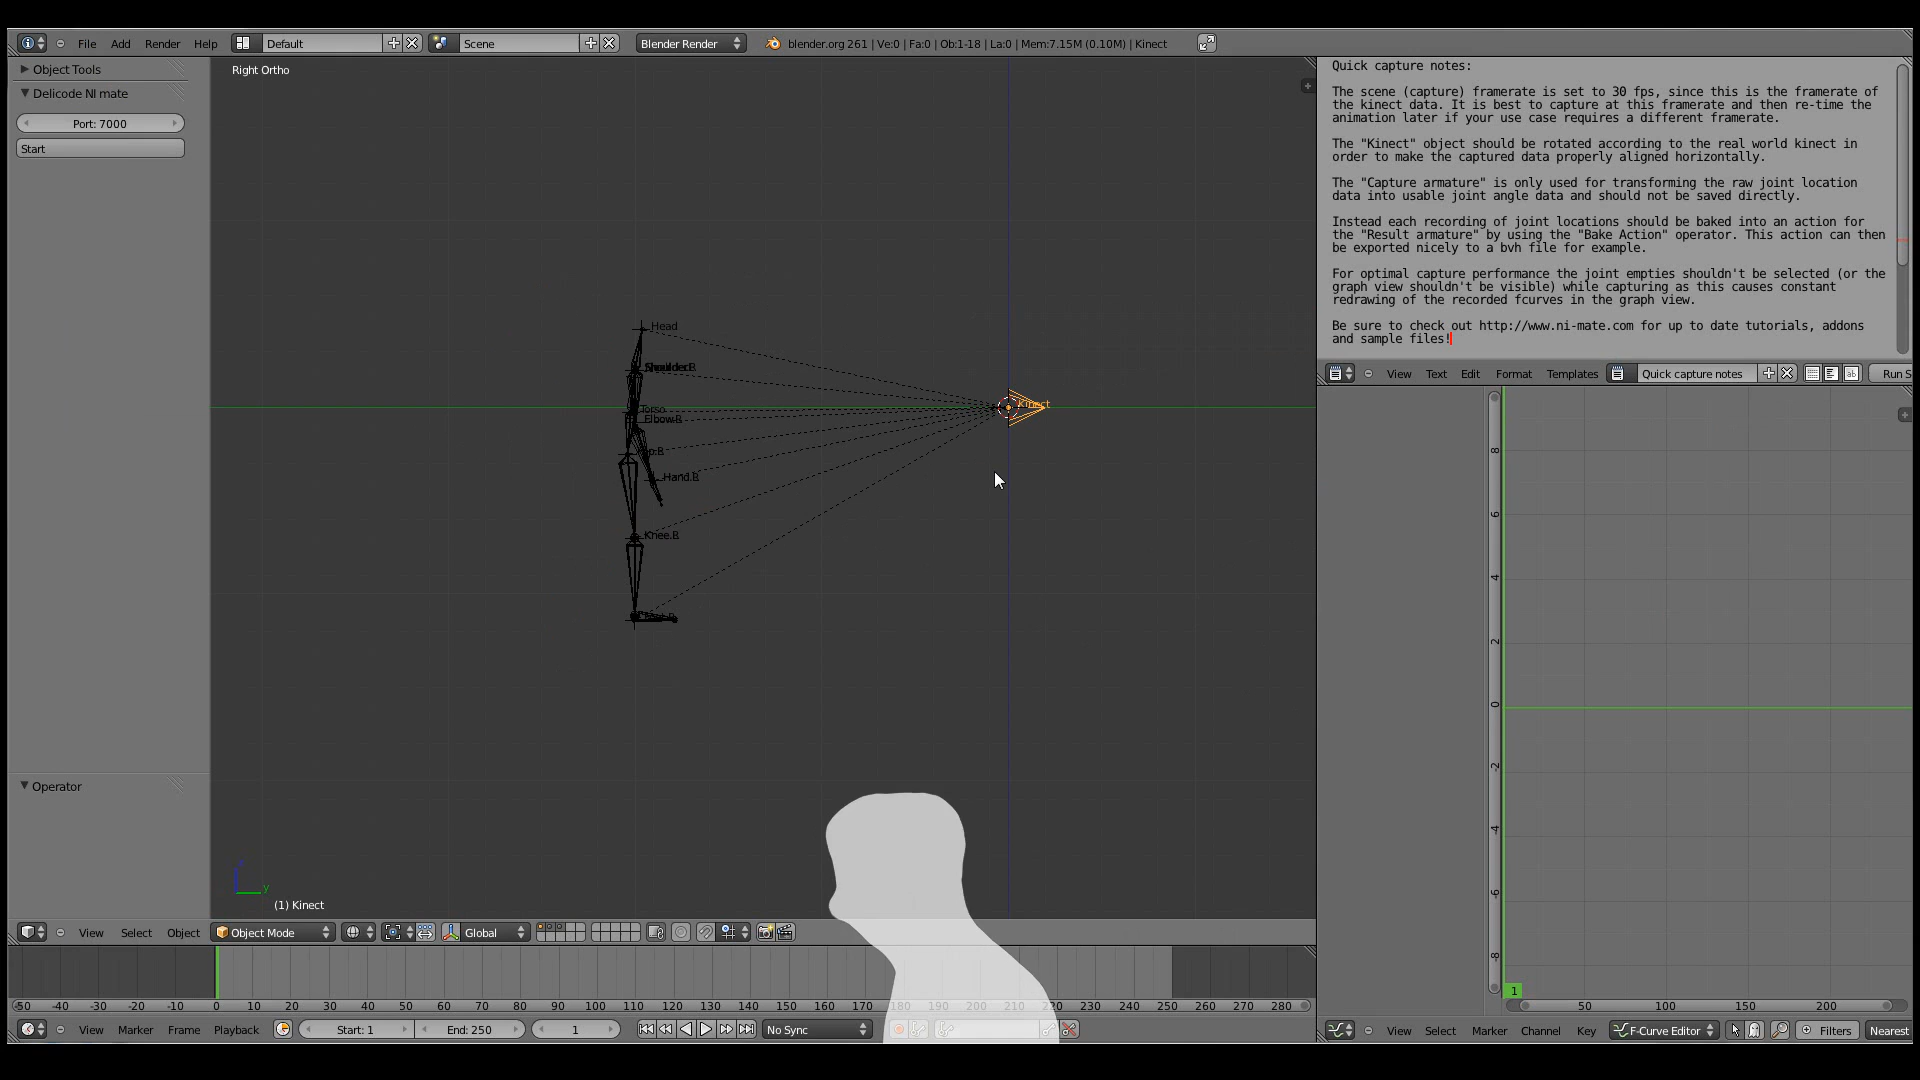 File Add Render Help Default Scene Blender Render blender.org 261 | Ve:0 | Fa:0 | Ob:1-18 | La:0 | Mem:7.15M (0.10M) | Kinect
Object Tools
Delicode NI mate
Port: 7000
Start
Operator
Right Ortho
Head
Torso
Elbow.R
Hand.R
Knee.R
Kinect
y
(1) Kinect
View Select Object Object Mode Global
-50 -40 -30 -20 -10 0 10 20 30 40 50 60 70 80 90 100 110 120 130 140 150 160 170 180 190 200 210 220 230 240 250 260 270 280
View Marker Frame Playback Start: 1 End: 250 1 No Sync
Quick capture notes:
The scene (capture) framerate is set to 30 fps, since this is the framerate of
the kinect data. It is best to capture at this framerate and then re-time the
animation later if your use case requires a different framerate.
The "Kinect" object should be rotated according to the real world kinect in
order to make the captured data properly aligned horizontally.
The "Capture armature" is only used for transforming the raw joint location
data into usable joint angle data and should not be saved directly.
Instead each recording of joint locations should be baked into an action for
the "Result armature" by using the "Bake Action" operator. This action can then
be exported nicely to a bvh file for example.
For optimal capture performance the joint empties shouldn't be selected (or the
graph view shouldn't be visible) while capturing as this causes constant
redrawing of the recorded fcurves in the graph view.
Be sure to check out http://www.ni-mate.com for up to date tutorials, addons
and sample files!
View Text Edit Format Templates Quick capture notes Run S
8
6
4
2
0
-2
-4
-6
-8
1
50 100 150 200
View Select Marker Channel Key F-Curve Editor Filters Nearest